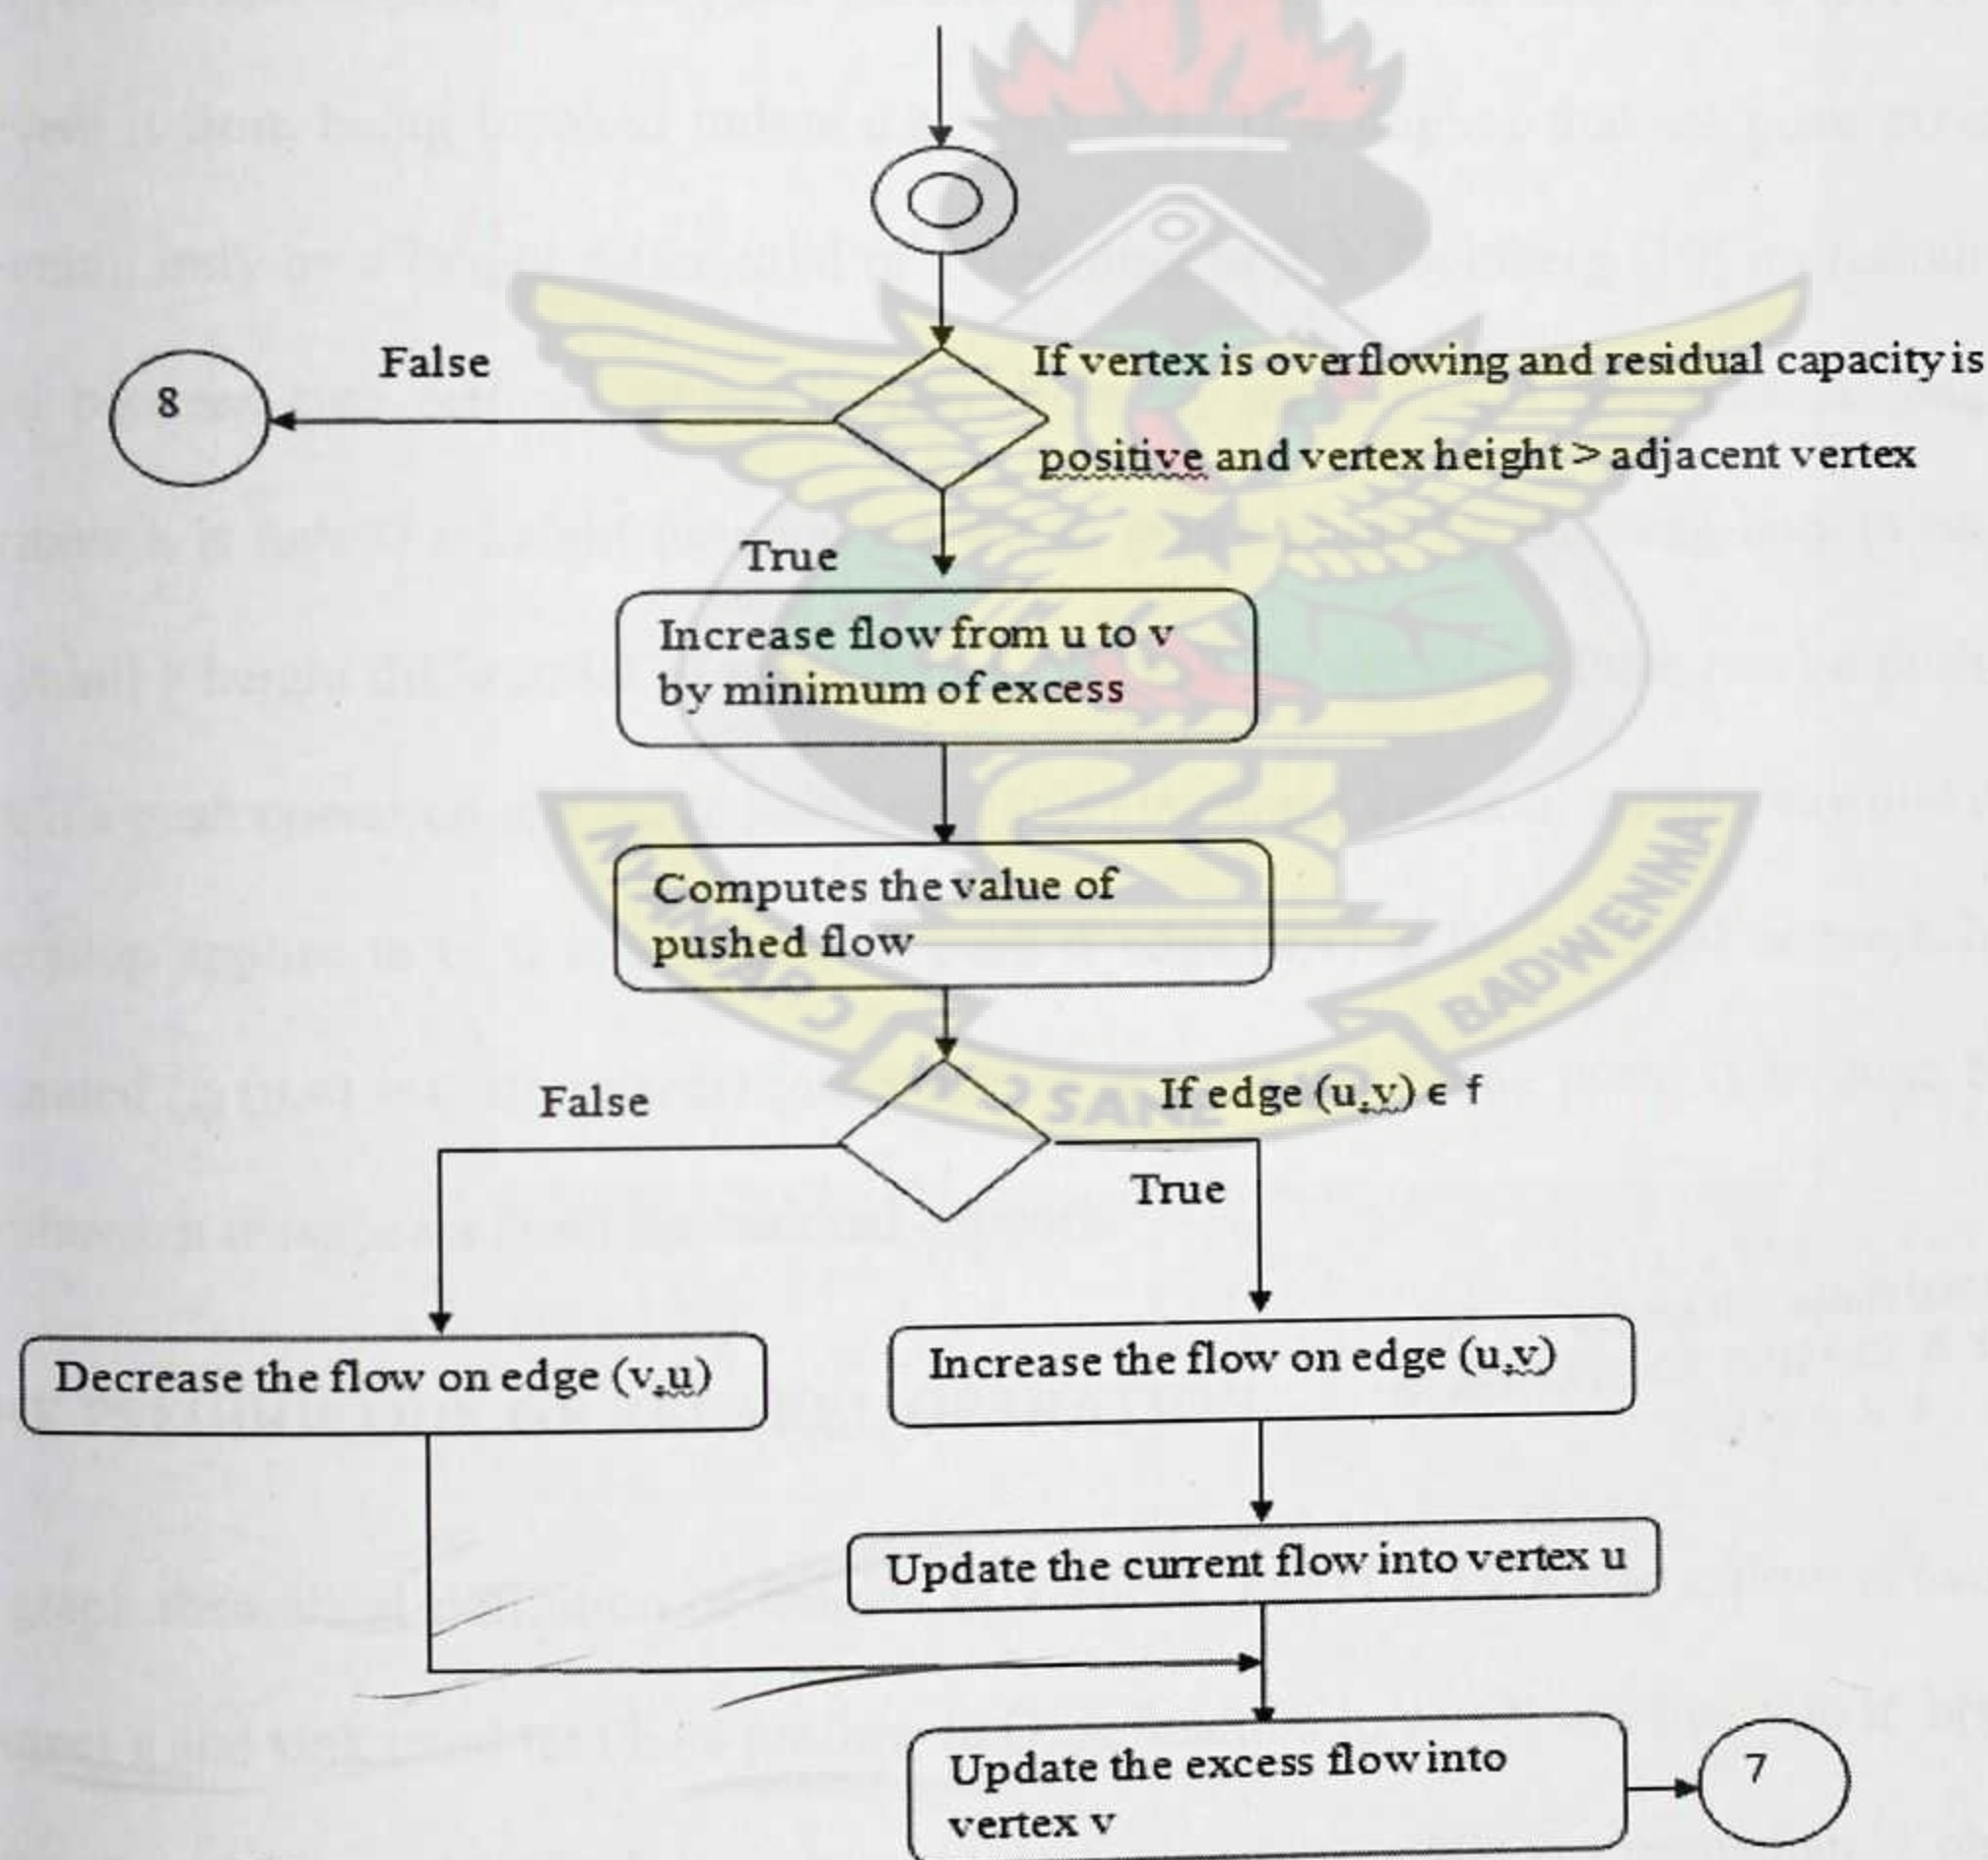 False
8
If vertex is overflowing and residual capacity is
positive and vertex height > adjacent vertex
True
Increase flow from u to v
by minimum of excess
Computes the value of
pushed flow
BADWENMA
SANE
False
If edge (u,v) ϵ f
True
Decrease the flow on edge (v,u)
Increase the flow on edge (u,v)
Update the current flow into vertex u
Update the excess flow into
vertex v
7